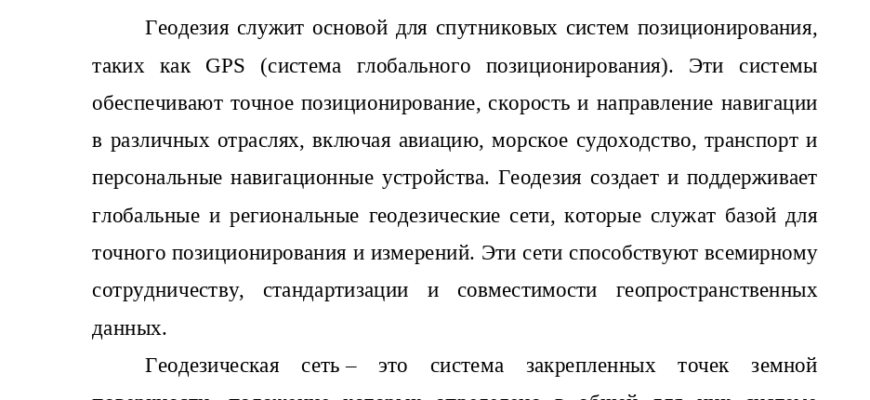 Геодезия служит основой для спутниковых систем позиционирования,
таких как GPS (система глобального позиционирования). Эти системы
обеспечивают точное позиционирование, скорость и направление навигации
в различных отраслях, включая авиацию, морское судоходство, транспорт и
персональные навигационные устройства. Геодезия создает и поддерживает
глобальные и региональные геодезические сети, которые служат базой для
точного позиционирования и измерений. Эти сети способствуют всемирному
сотрудничеству, стандартизации и совместимости геопространственных
данных.
Геодезическая сеть – это система закрепленных точек земной